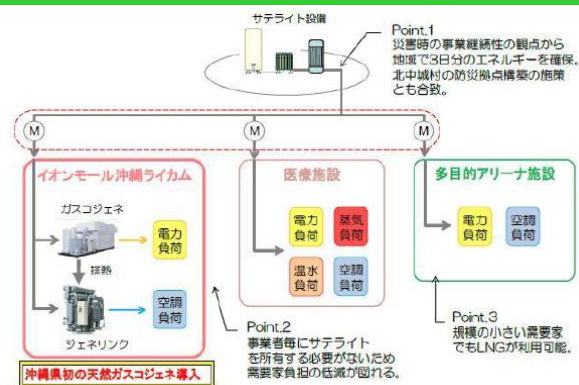 サテライト設備
Point.1
災害時の事業継続性の観点から
地域で3日分のエネルギーを確保。
北中城村の防災拠点構築の施策
とも合致。
M
M
M
イオンモール沖縄ライカム
ガスコジェネ
電力
負荷
排熱
空調
負荷
ジェネリンク
沖縄県初の天然ガスコジェネ導入
医療施設
電力
負荷
蒸気
負荷
温水
負荷
空調
負荷
Point.2
事業者毎にサテライト
を所有する必要がないため
需要家負担の低減が図れる。
多目的アリーナ施設
電力
負荷
空調
負荷
Point.3
規模の小さい需要家
でもLNGが利用可能。